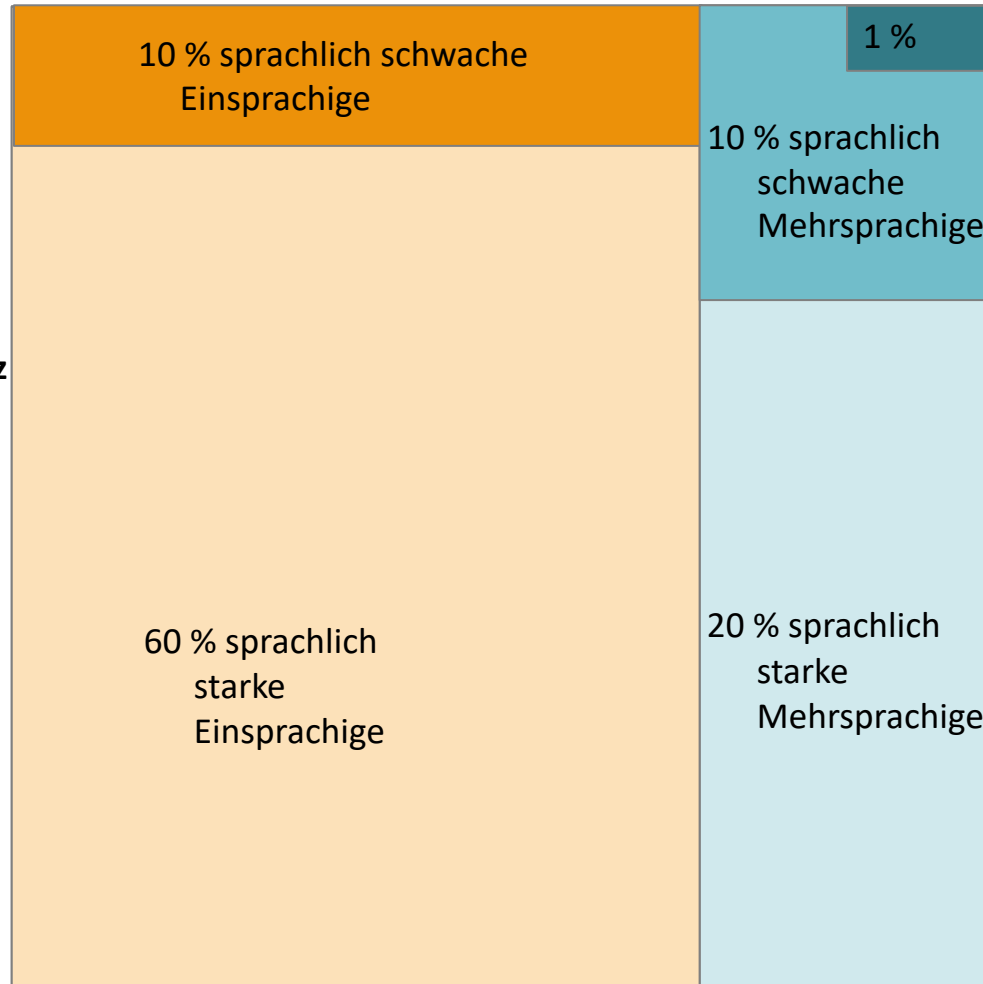 10 % sprachlich schwache
Einsprachige
1 %
10 % sprachlich
schwache
Mehrsprachige
z
60 % sprachlich
starke
Einsprachige
20 % sprachlich
starke
Mehrsprachige